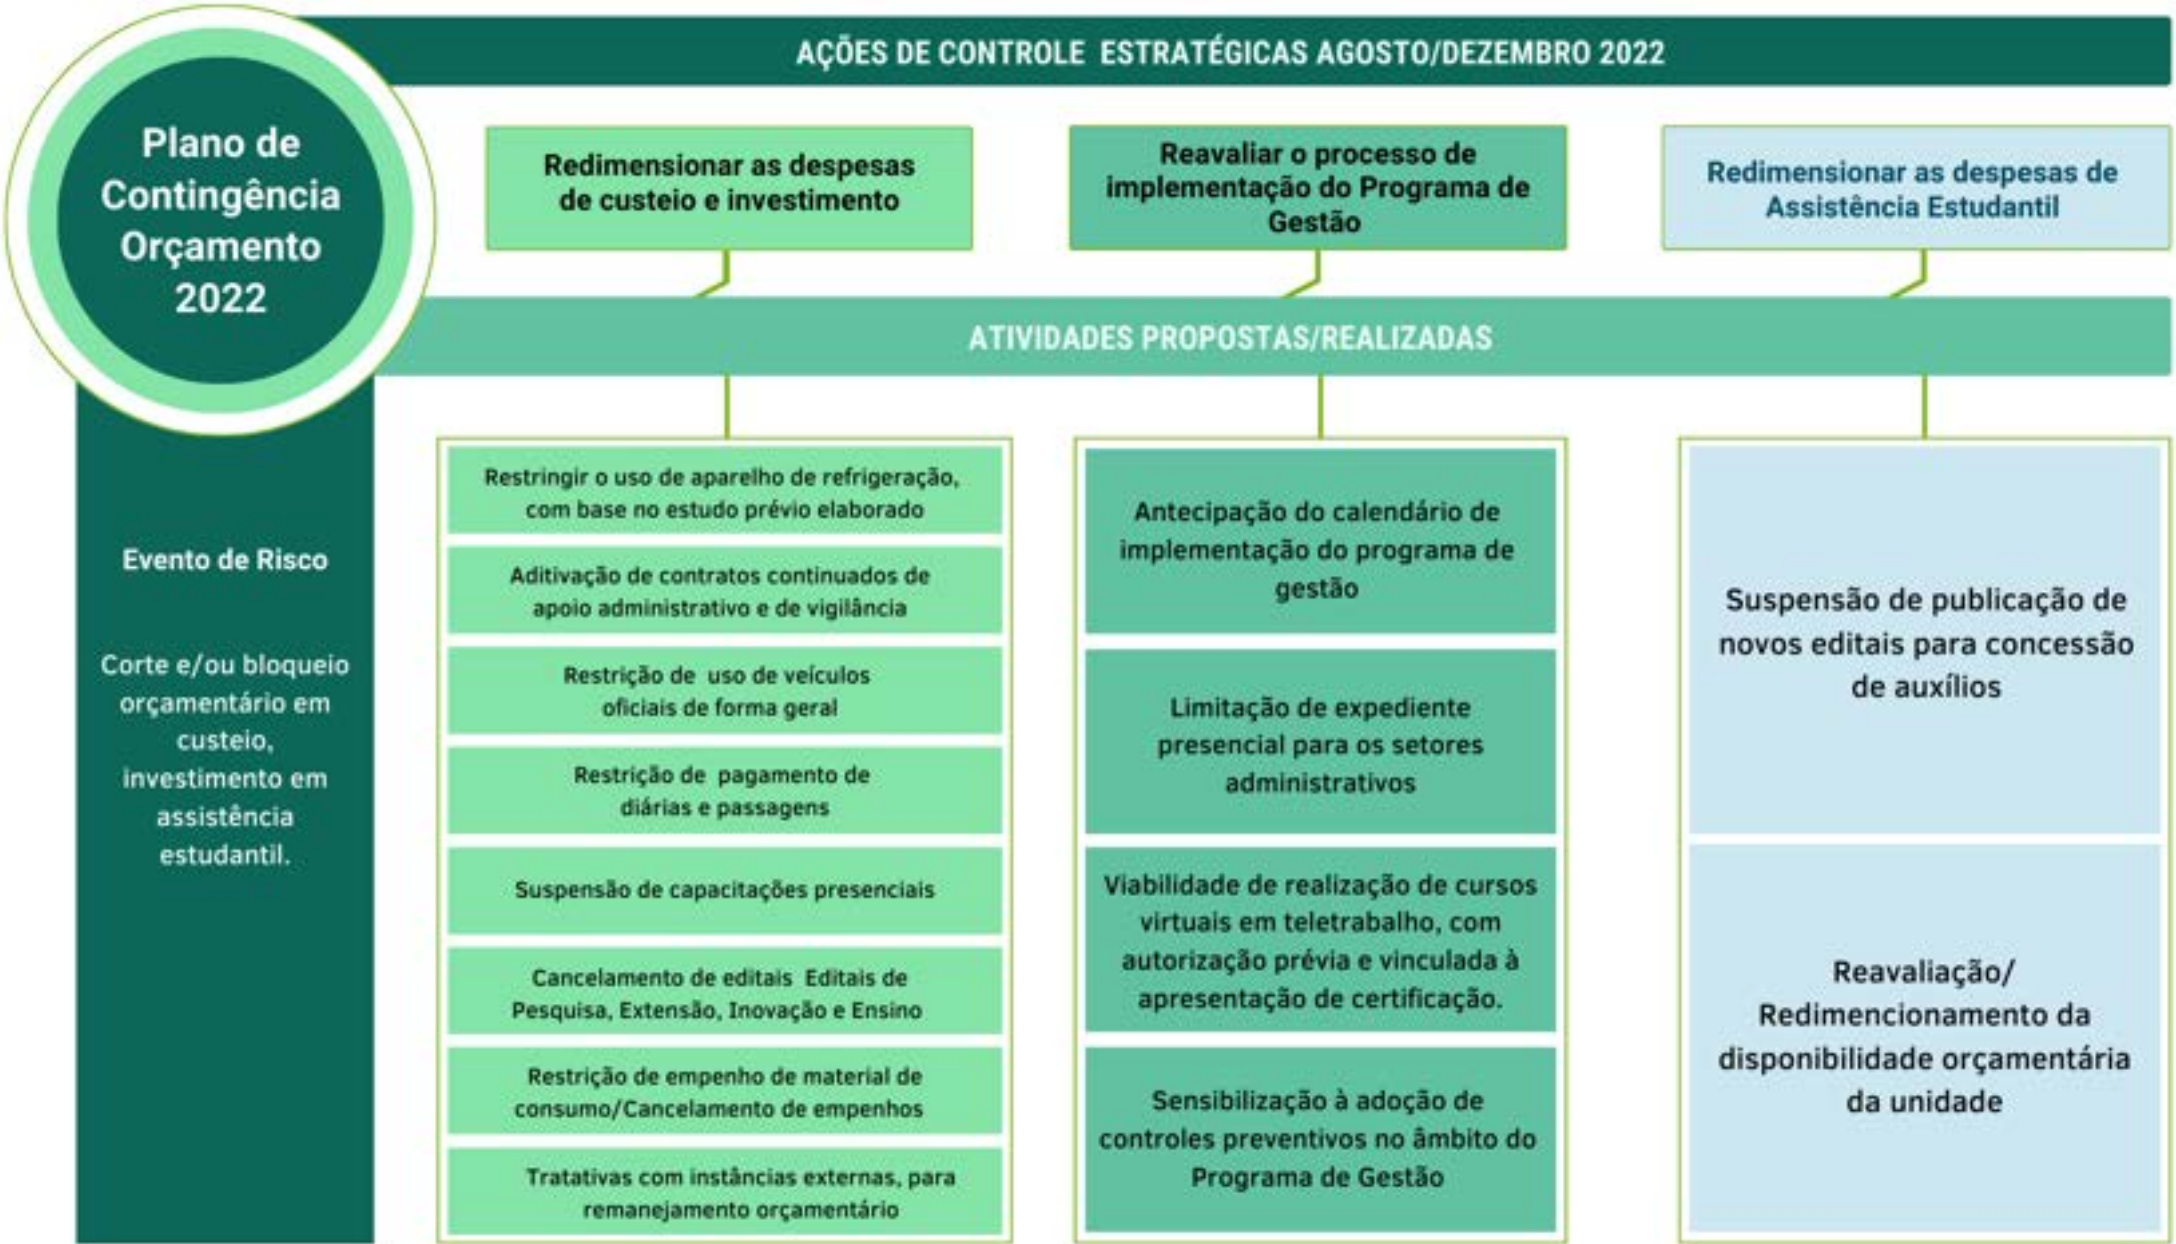 AÇÕES DE CONTROLE ESTRATÉGICAS AGOSTO/DEZEMBRO 2022
Plano de
Contingência
Orçamento
2022
Redimensionar as despesas
de custeio e investimento
Reavaliar o processo de
implementação do Programa de
Gestão
Redimensionar as despesas de
Assistência Estudantil
ATIVIDADES PROPOSTAS/REALIZADAS
Evento de Risco
Corte e/ou bloqueio
orçamentário em
custeio,
investimento em
assistência
estudantil.
Restringir o uso de aparelho de refrigeração,
com base no estudo prévio elaborado
Aditivação de contratos continuados de
apoio administrativo e de vigilância
Restrição de uso de veículos
oficiais de forma geral
Restrição de pagamento de
diárias e passagens
Suspensão de capacitações presenciais
Cancelamento de editais Editais de
Pesquisa, Extensão, Inovação e Ensino
Restrição de empenho de material de
consumo/Cancelamento de empenhos
Tratativas com instâncias externas, para
remanejamento orçamentário
Antecipação do calendário de
implementação do programa de
gestão
Limitação de expediente
presencial para os setores
administrativos
Viabilidade de realização de cursos
virtuais em teletrabalho, com
autorização prévia e vinculada à
apresentação de certificação.
Sensibilização à adoção de
controles preventivos no âmbito do
Programa de Gestão
Suspensão de publicação de
novos editais para concessão
de auxílios
Reavaliação/
Redimencionamento da
disponibilidade orçamentária
da unidade